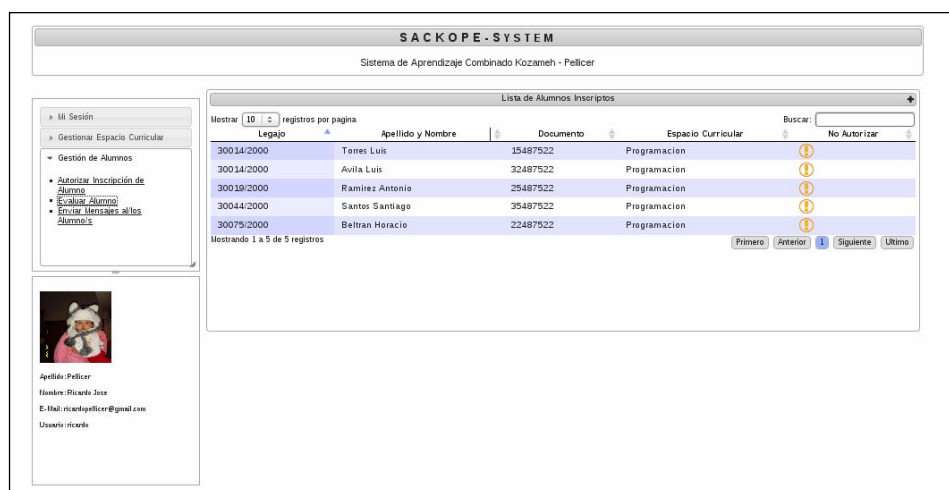 SACKOPE-SYSTEM
Sistema de Aprendizaje Combinado Kozameh - Pellicer
Mi Sesión
Gestionar Espacio Curricular
Gestión de Alumnos
Autorizar Inscripción de
Alumno
Evaluar Alumno
Enviar Mensajes al/los
Alumno/s
Apellido:Pellicer
Nombre:Ricardo Jose
E-Mail:ricardopellicer@gmail.com
Usuario:ricardo
Lista de Alumnos Inscriptos
Mostrar 10 registros por pagina Buscar:
Legajo Apellido y Nombre Documento Espacio Curricular No Autorizar
30014/2000 Torres Luis 15487522 Programacion
30014/2000 Avila Luis 32487522 Programacion
30019/2000 Ramirez Antonio 25487522 Programacion
30044/2000 Santos Santiago 35487522 Programacion
30075/2000 Beltran Horacio 22487522 Programacion
Mostrando 1 a 5 de 5 registros Primero Anterior 1 Siguiente Ultimo